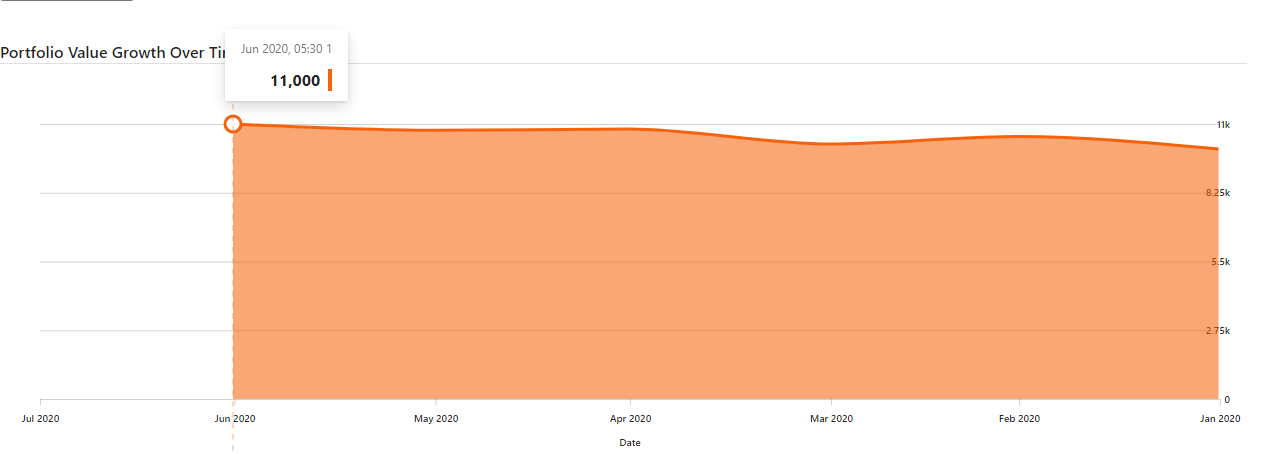 Portfolio Value Growth Over
Jun 2020, 05:30 1
11,000
11k
8.25k
5.5k
2.75k
0
Jul 2020 Jun 2020 May 2020 Apr 2020 Mar 2020 Feb 2020 Jan 2020
Date